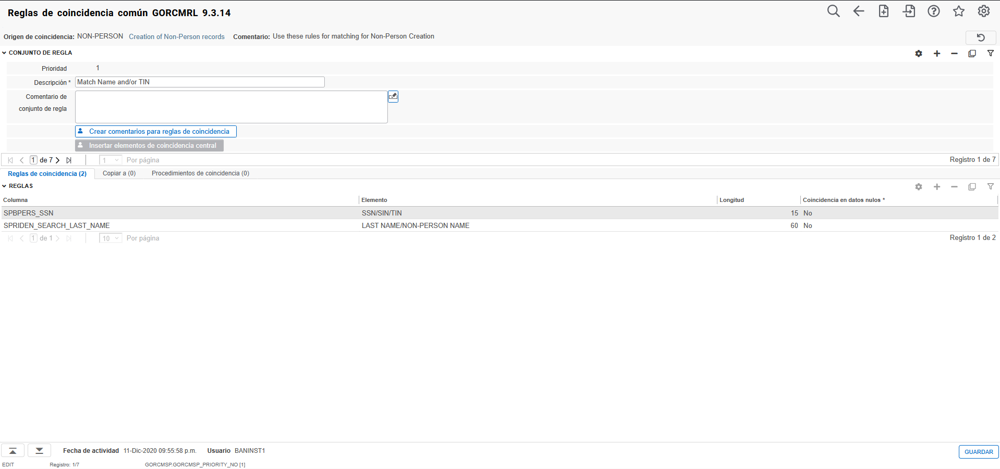 Reglas de coincidencia común GORCMRL 9.3.14
Origen de coincidencia: NON-PERSON Creation of Non-Person records Comentario: Use these rules for matching for Non-Person Creation
CONJUNTO DE REGLA
Prioridad 1
Descripción * Match Name and/or TIN
Comentario de
conjunto de regla
Crear comentarios para reglas de coincidencia
Insertar elementos de coincidencia central
1 de 7 1 Por página Registro 1 de 7
Reglas de coincidencia (2) Copiar a (0) Procedimientos de coincidencia (0)
REGLAS
Columna Elemento Longitud Coincidencia en datos nulos *
SPBPERS_SSN SSN/SIN/TIN 15 No
SPRIDEN_SEARCH_LAST_NAME LAST NAME/NON-PERSON NAME 60 No
1 de 1 10 Por página Registro 1 de 2
Fecha de actividad 11-Dic-2020 09:55:58 p.m. Usuario BANINST1
GUARDAR
EDIT Registro: 1/7 GORCMSP.GORCMSP_PRIORITY_NO [1]